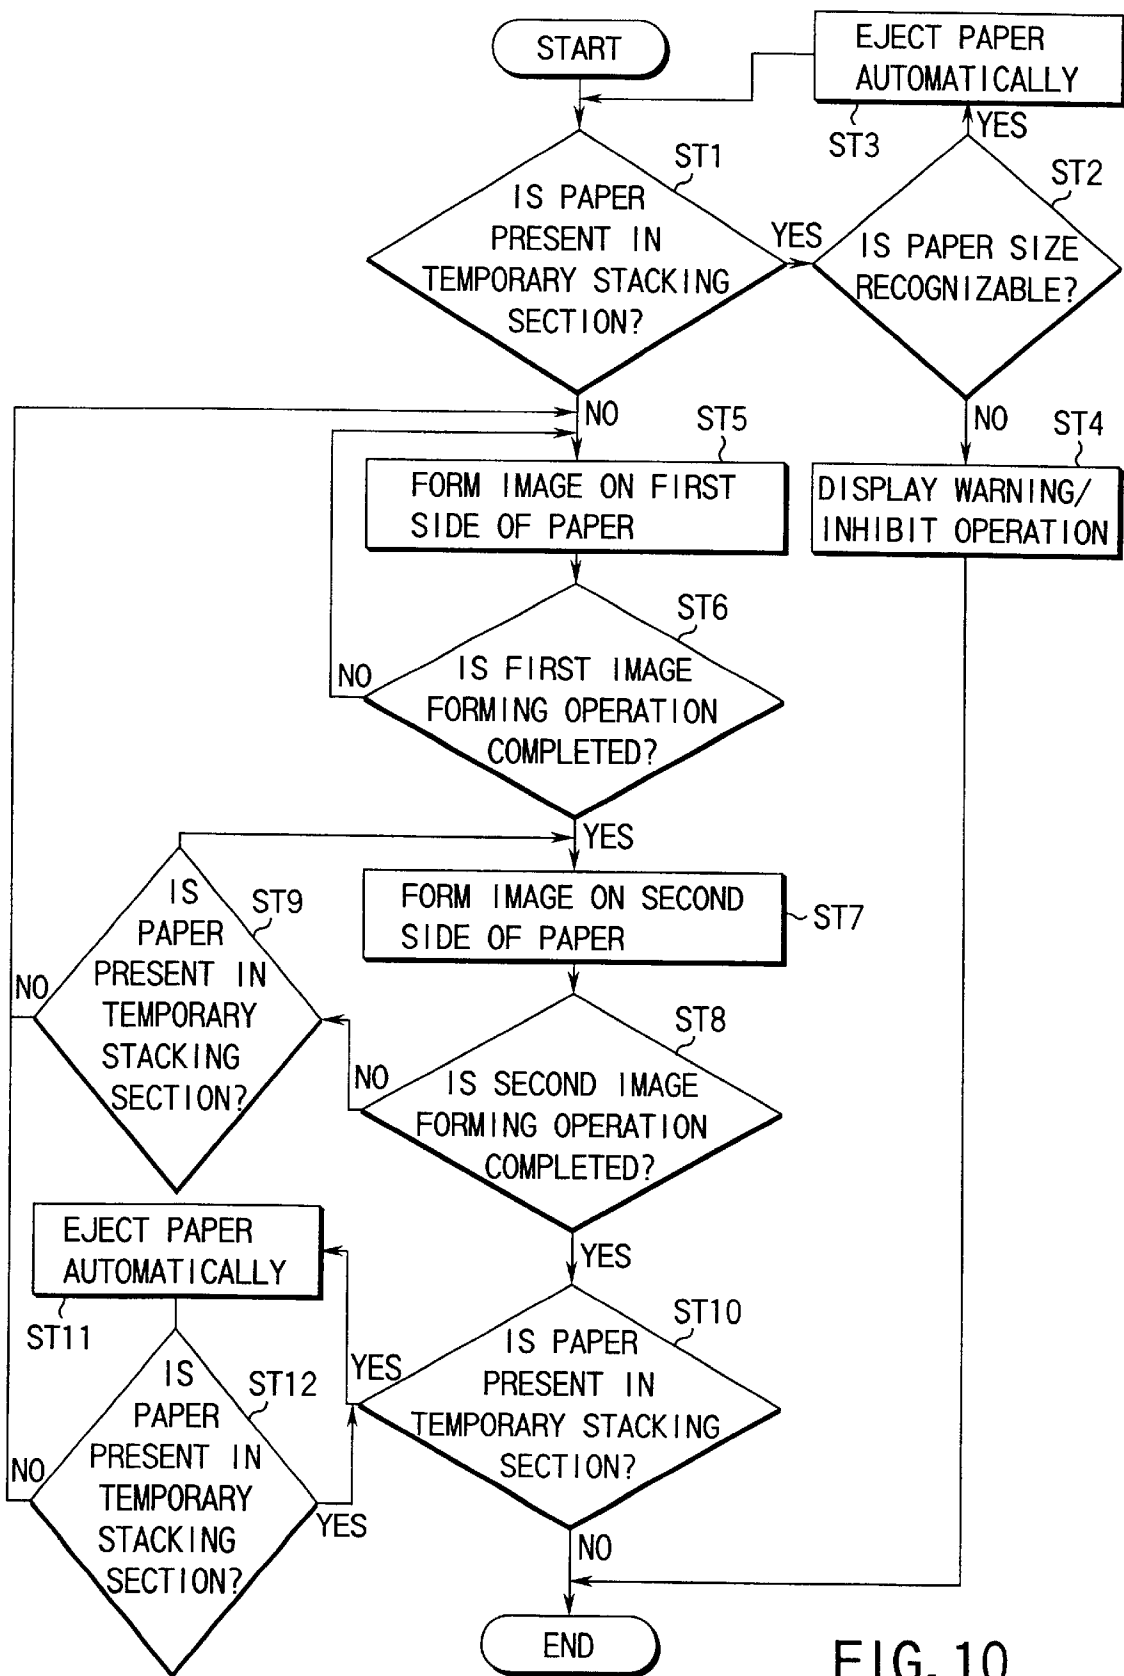 START
EJECT PAPER
AUTOMATICALLY
ST3
YES
ST1
IS PAPER
PRESENT IN
TEMPORARY STACKING
SECTION?
YES
ST2
IS PAPER SIZE
RECOGNIZABLE?
NO
NO
ST5
FORM IMAGE ON FIRST
SIDE OF PAPER
ST4
DISPLAY WARNING/
INHIBIT OPERATION
ST6
IS FIRST IMAGE
FORMING OPERATION
COMPLETED?
NO
YES
FORM IMAGE ON SECOND
SIDE OF PAPER
ST7
ST9
IS
PAPER
PRESENT IN
TEMPORARY
STACKING
SECTION?
NO
ST8
IS SECOND IMAGE
FORMING OPERATION
COMPLETED?
NO
YES
EJECT PAPER
AUTOMATICALLY
ST11
ST10
IS PAPER
PRESENT IN
TEMPORARY STACKING
SECTION?
YES
ST12
IS
PAPER
PRESENT IN
TEMPORARY
STACKING
SECTION?
NO
YES
NO
END
FIG. 10